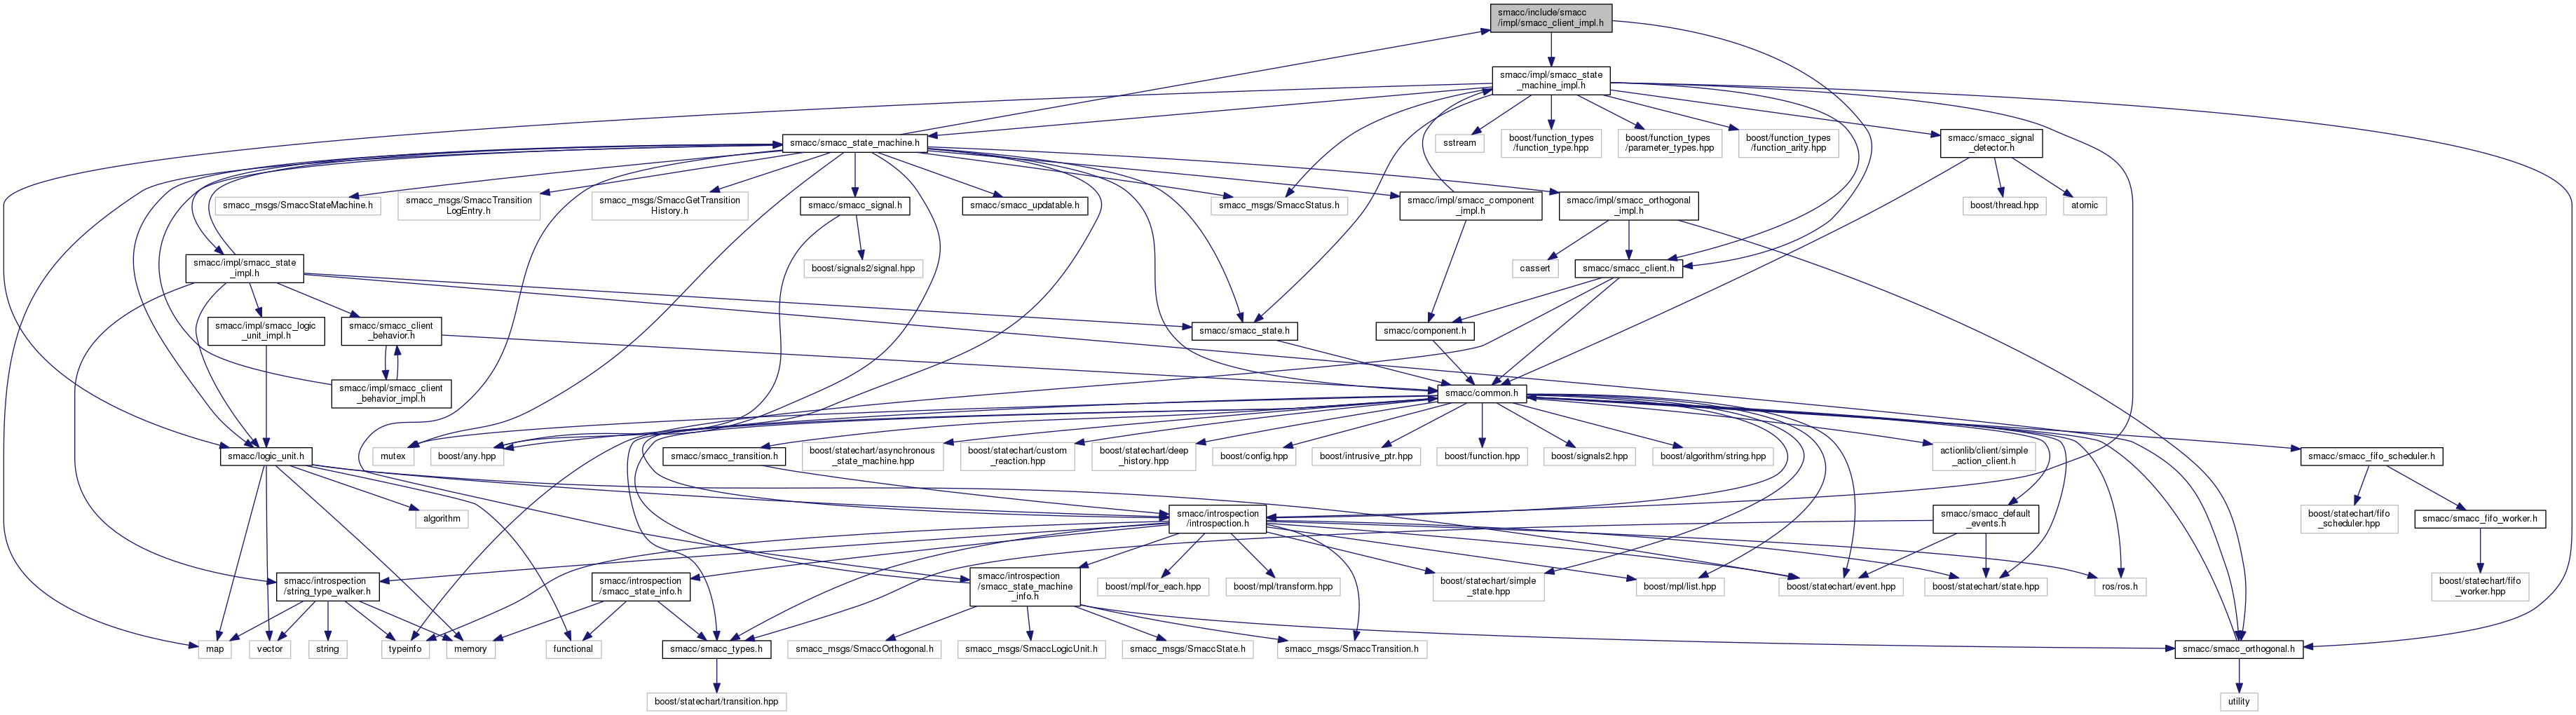 smacc/include/smacc
/impl/smacc_client_impl.h
smacc/impl/smacc_state
_machine_impl.h
smacc/smacc_state_machine.h
sstream
boost/function_types
/function_type.hpp
boost/function_types
/parameter_types.hpp
boost/function_types
/function_arity.hpp
smacc/smacc_signal
_detector.h
smacc_msgs/SmaccStateMachine.h
smacc_msgs/SmaccTransition
LogEntry.h
smacc_msgs/SmaccGetTransition
History.h
smacc/smacc_signal.h
smacc/smacc_updatable.h
smacc_msgs/SmaccStatus.h
smacc/impl/smacc_component
_impl.h
smacc/impl/smacc_orthogonal
_impl.h
boost/thread.hpp
atomic
smacc/impl/smacc_state
_impl.h
boost/signals2/signal.hpp
cassert
smacc/smacc_client.h
smacc/impl/smacc_logic
_unit_impl.h
smacc/smacc_client
_behavior.h
smacc/smacc_state.h
smacc/component.h
smacc/impl/smacc_client
_behavior_impl.h
smacc/common.h
smacc/logic_unit.h
mutex
boost/any.hpp
smacc/smacc_transition.h
boost/statechart/asynchronous
_state_machine.hpp
boost/statechart/custom
_reaction.hpp
boost/statechart/deep
_history.hpp
boost/config.hpp
boost/intrusive_ptr.hpp
boost/function.hpp
boost/signals2.hpp
boost/algorithm/string.hpp
actionlib/client/simple
_action_client.h
smacc/smacc_fifo_scheduler.h
algorithm
smacc/introspection
/introspection.h
smacc/smacc_default
_events.h
boost/statechart/fifo
_scheduler.hpp
smacc/smacc_fifo_worker.h
smacc/introspection
/string_type_walker.h
smacc/introspection
/smacc_state_info.h
smacc/introspection
/smacc_state_machine
_info.h
boost/mpl/for_each.hpp
boost/mpl/transform.hpp
boost/statechart/simple
_state.hpp
boost/mpl/list.hpp
boost/statechart/event.hpp
boost/statechart/state.hpp
ros/ros.h
boost/statechart/fifo
_worker.hpp
map
vector
string
typeinfo
memory
functional
smacc/smacc_types.h
smacc_msgs/SmaccOrthogonal.h
smacc_msgs/SmaccLogicUnit.h
smacc_msgs/SmaccState.h
smacc_msgs/SmaccTransition.h
smacc/smacc_orthogonal.h
boost/statechart/transition.hpp
utility